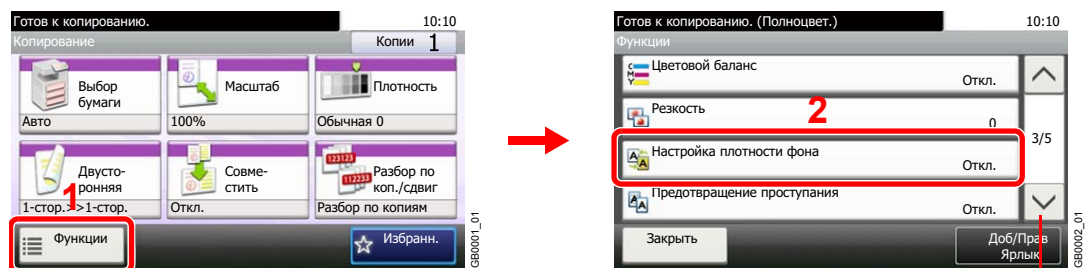 Готов к копированию.
10:10
Копирование
Копии 1
Выбор
бумаги
Авто
Масштаб
100%
Плотность
Обычная 0
Двусто-
ронняя
1-стор.>>1-стор.
Совме-
стить
Откл.
123123
112233
Разбор по
коп./сдвиг
Разбор по копиям
1
Функции
Избранн.
GB0001_01
Готов к копированию. (Полноцвет.)
10:10
Функции
C
M
Y
Цветовой баланс
Откл.
Резкость
0
2
3/5
Настройка плотности фона
Откл.
Предотвращение проступания
Откл.
Закрыть
Доб/Прав
Ярлык
GB0002_01